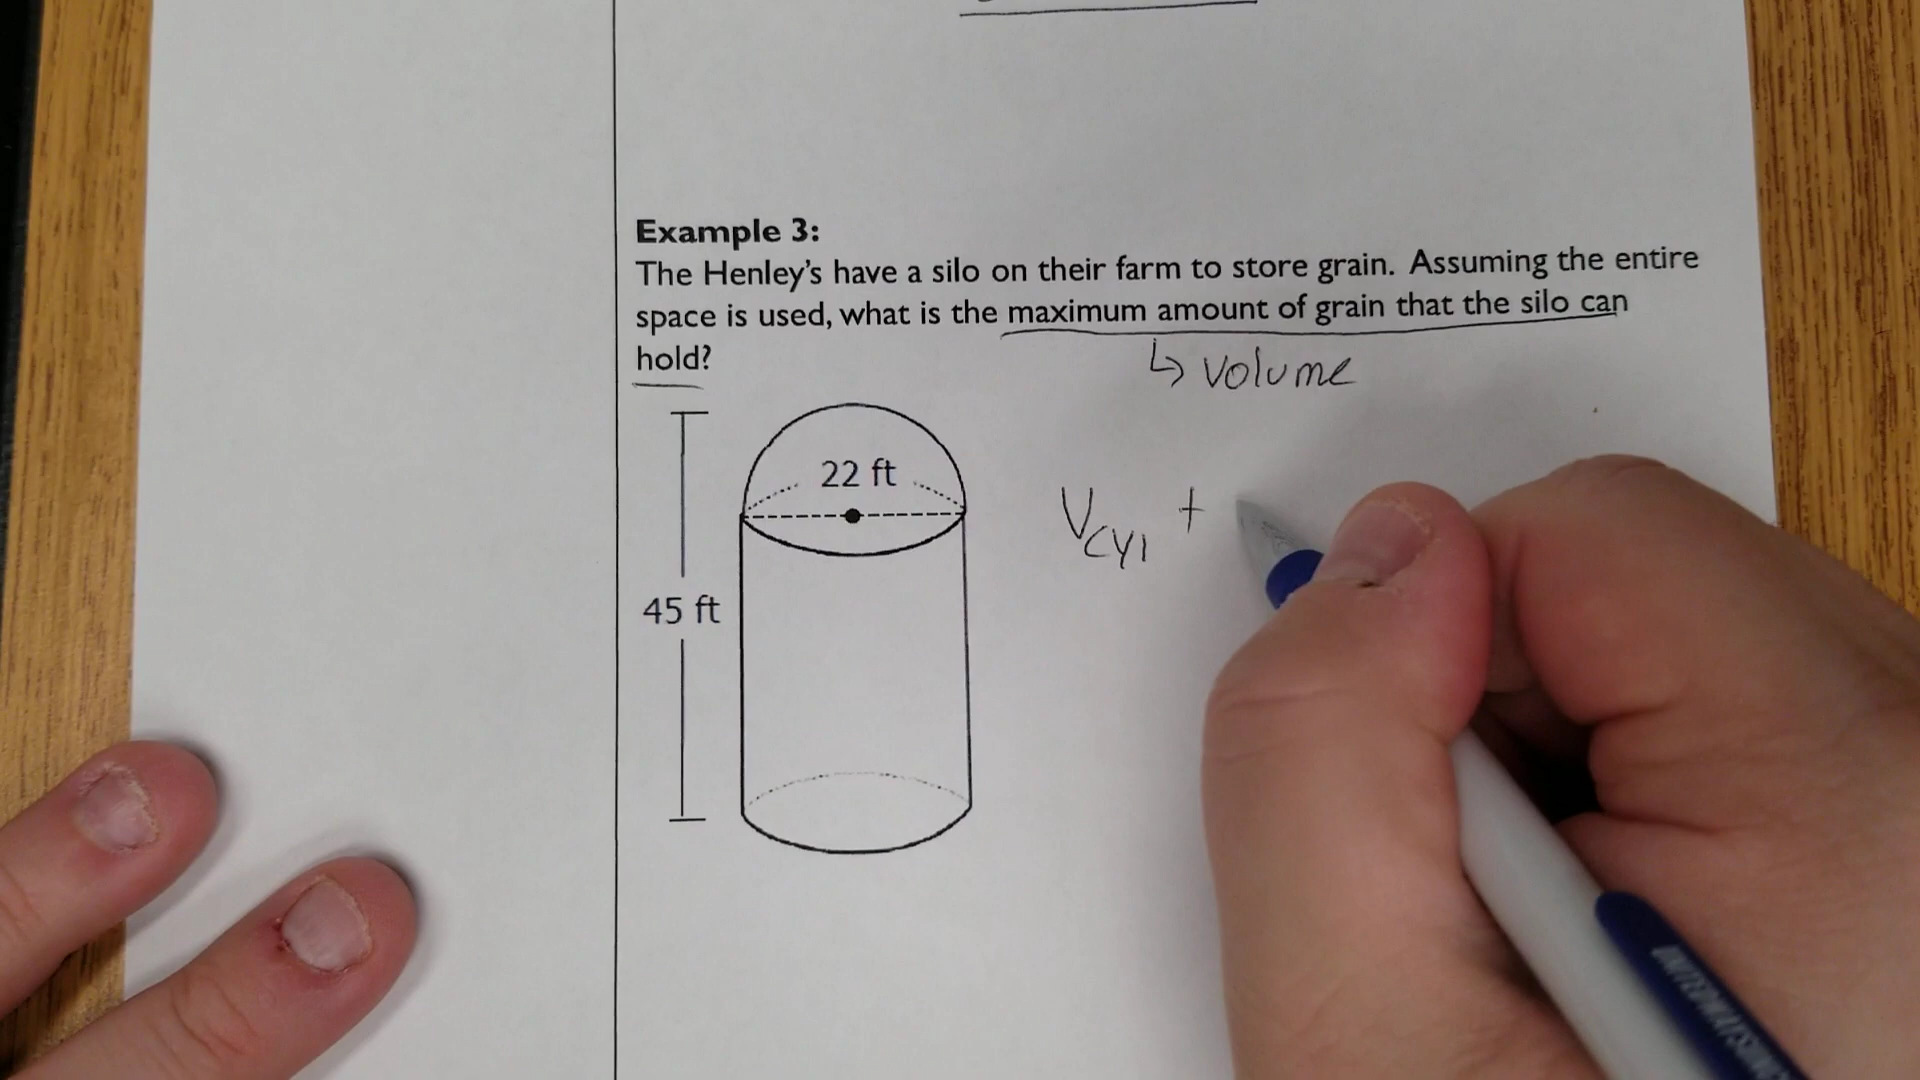 Example 3:
The Henley's have a silo on their farm to store grain. Assuming the entire
space is used, what is the maximum amount of grain that the silo can
hold?
↳ volume
22 ft
V cyl +
45 ft